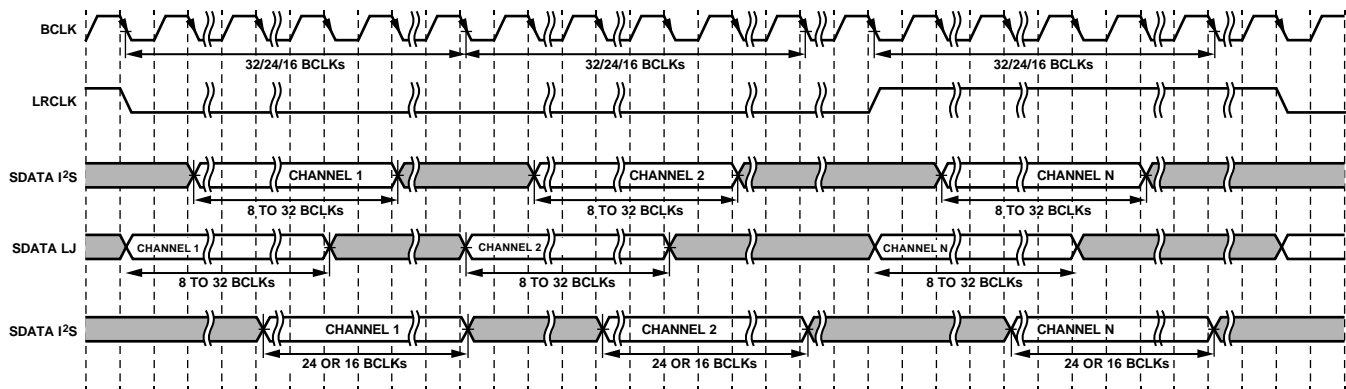 BCLK
32/24/16 BCLKs 32/24/16 BCLKs 32/24/16 BCLKs
LRCLK
SDATA I²S CHANNEL 1 CHANNEL 2 CHANNEL N
8 TO 32 BCLKs 8 TO 32 BCLKs 8 TO 32 BCLKs
SDATA LJ CHANNEL 1 CHANNEL 2 CHANNEL N
8 TO 32 BCLKs 8 TO 32 BCLKs 8 TO 32 BCLKs
SDATA I²S CHANNEL 1 CHANNEL 2 CHANNEL N
24 OR 16 BCLKs 24 OR 16 BCLKs 24 OR 16 BCLKs